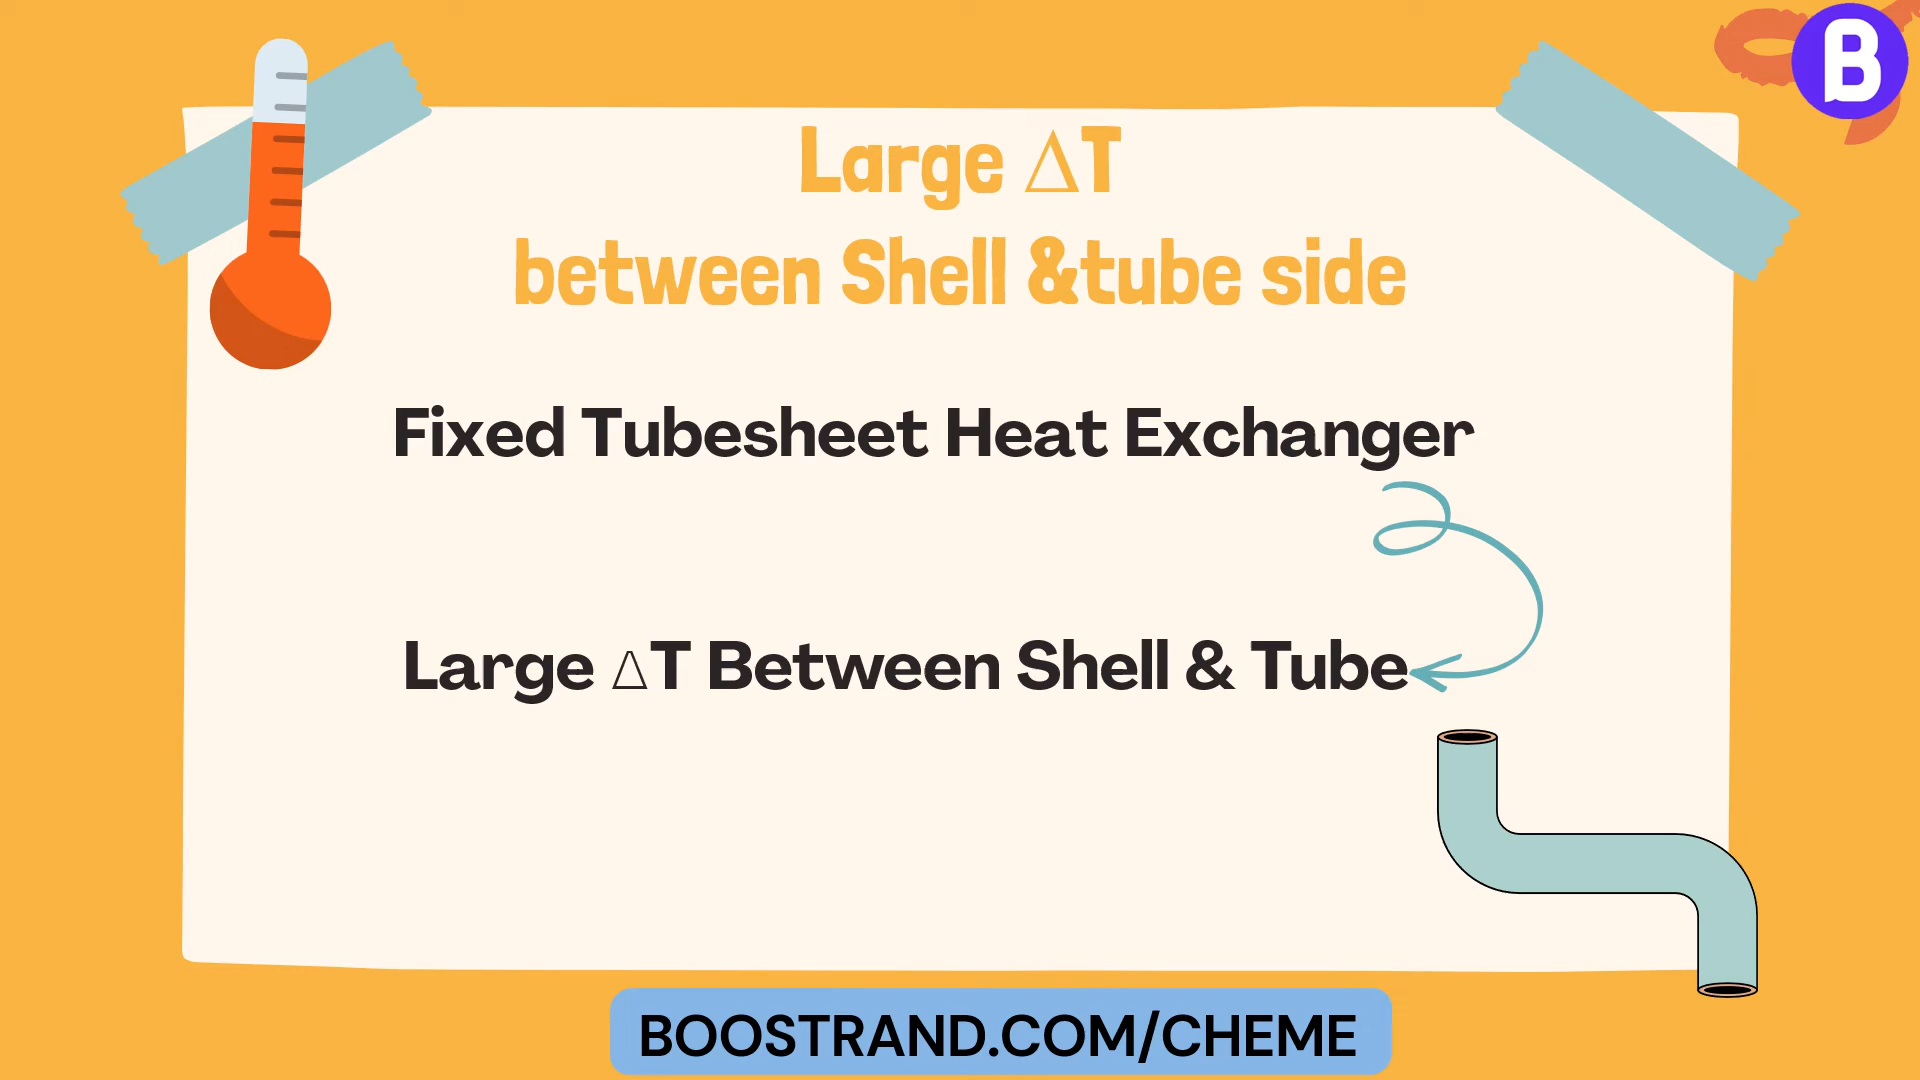 B
Large ΔT
between Shell &tube side
Fixed Tubesheet Heat Exchanger
Large ΔT Between Shell & Tube
BOOSTRAND.COM/CHEME